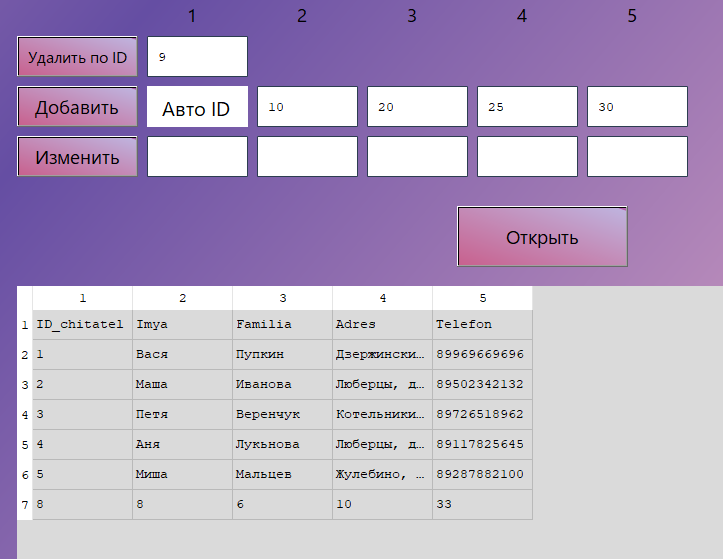 1 2 3 4 5
Удалить по ID 9
Добавить Авто ID 10 20 25 30
Изменить
Открыть
1 2 3 4 5
1 ID_chitatel Imya Familia Adres Telefon
2 1 Вася Пупкин Дзержински... 89969669696
3 2 Маша Иванова Люберцы, д... 89502342132
4 3 Петя Веренчук Котельники... 89726518962
5 4 Аня Лукьнова Люберцы, д... 89117825645
6 5 Миша Мальцев Жулебино, ... 89287882100
7 8 8 6 10 33